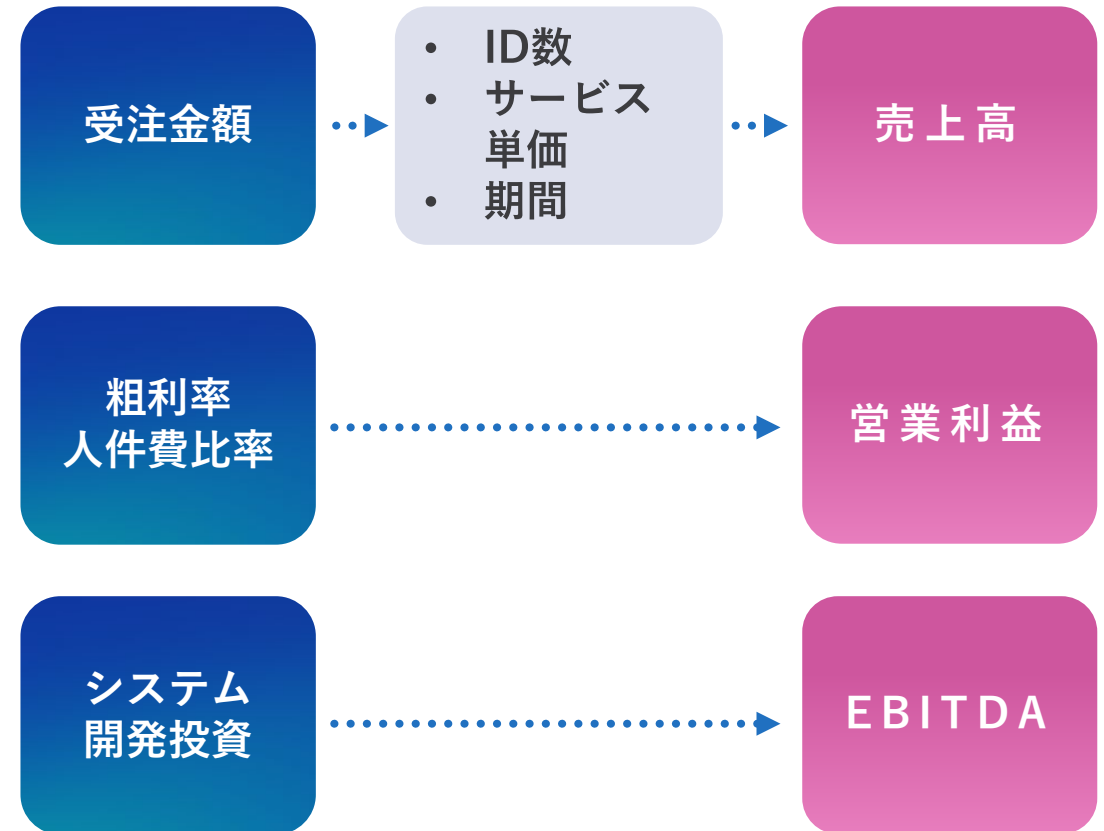 受注金額
• ID数
• サービス
単価
• 期間
売上高
粗利率
人件費比率
営業利益
システム
開発投資
EBITDA